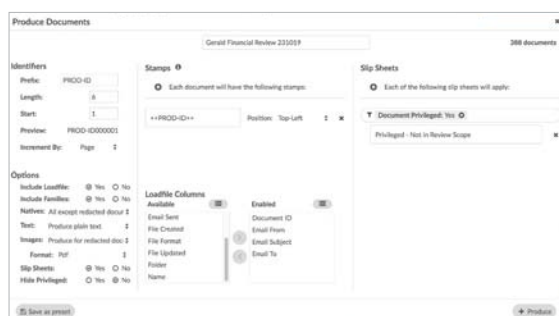 Produce Documents
Gerald Financial Review 231019
388 documents
Identifiers
Prefix: PROD-ID
Length: 6
Start: 1
Preview: PROD-ID000001
Increment By: Page
Options
Include Loadfile: Yes No
Include Families: Yes No
Natives: All except redacted docur
Text: Produce plain text
Images: Produce for redacted doc
Format: Pdf
Slip Sheets: Yes No
Hide Privileged: Yes No
Save as preset
Stamps
Each document will have the following stamps:
++PROD-ID++ Position: Top-Left
Loadfile Columns
Available
Email Sent
File Created
File Format
File Updated
Folder
Name
Enabled
Document ID
Email From
Email Subject
Email To
Slip Sheets
Each of the following slip sheets will apply:
Document Privileged: Yes
Privileged - Not in Review Scope
+ Produce